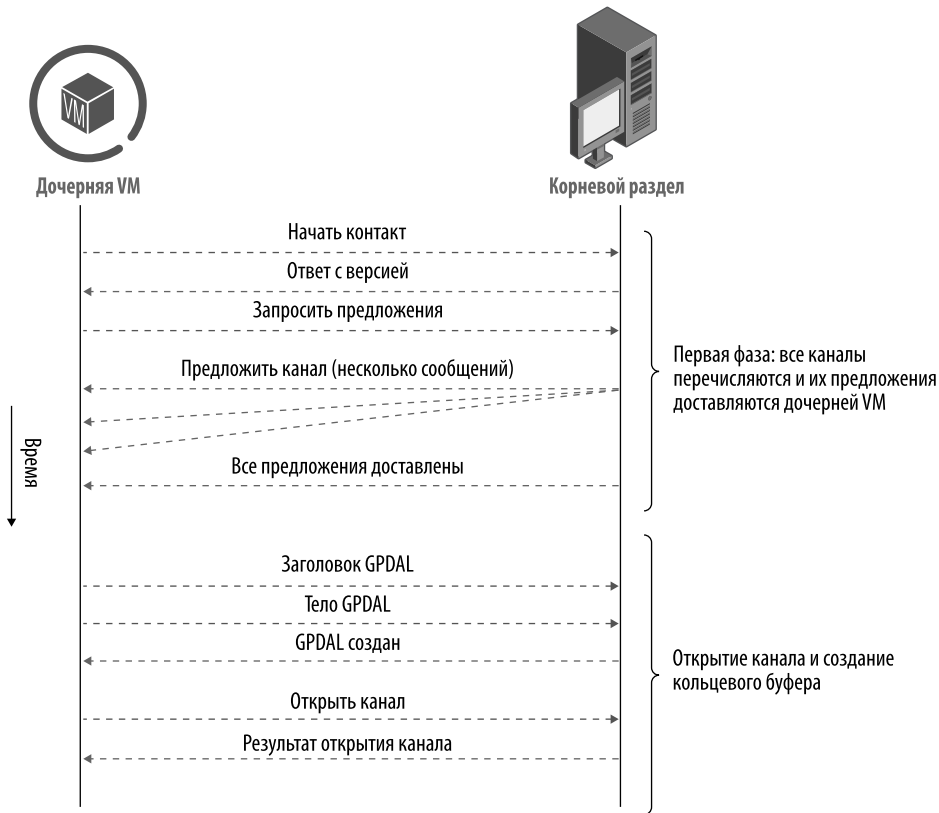 VM
Дочерняя VM
Корневой раздел
Начать контакт
Ответ с версией
Запросить предложения
Предложить канал (несколько сообщений)
Первая фаза: все каналы
перечисляются и их предложения
доставляются дочерней VM
Время
Все предложения доставлены
Заголовок GPDAL
Тело GPDAL
GPDAL создан
Открытие канала и создание
кольцевого буфера
Открыть канал
Результат открытия канала